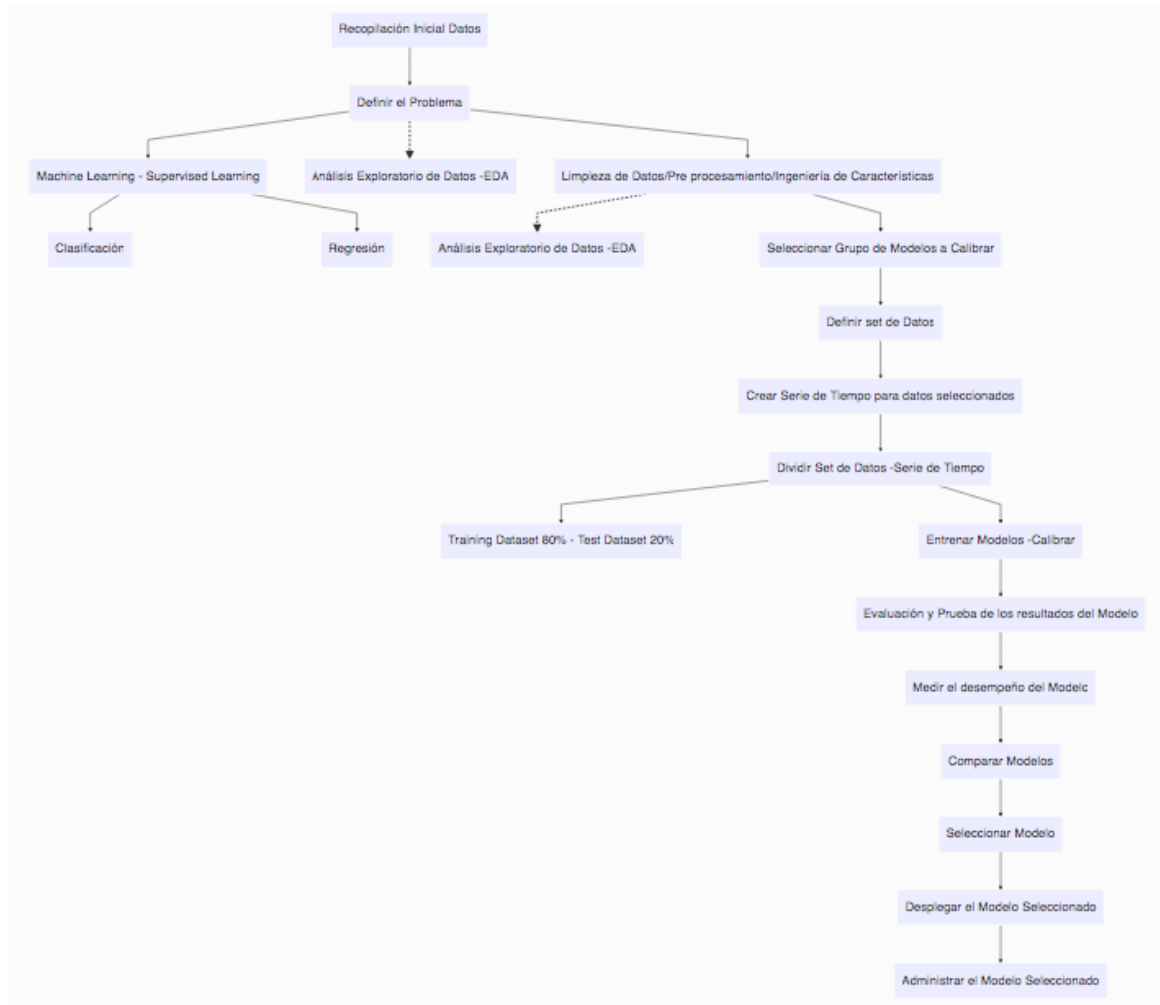 Recopilación Inicial Datos
Definir el Problema
Machine Learning - Supervised Learning
Análisis Exploratorio de Datos -EDA
Limpieza de Datos/Pre procesamiento/Ingeniería de Características
Clasificación
Regresión
Análisis Exploratorio de Datos -EDA
Seleccionar Grupo de Modelos a Calibrar
Definir set de Datos
Crear Serie de Tiempo para datos seleccionados
Dividir Set de Datos -Serie de Tiempo
Training Dataset 80% - Test Dataset 20%
Entrenar Modelos -Calibrar
Evaluación y Prueba de los resultados del Modelo
Medir el desempeño del Modelo
Comparar Modelos
Seleccionar Modelo
Desplegar el Modelo Seleccionado
Administrar el Modelo Seleccionado